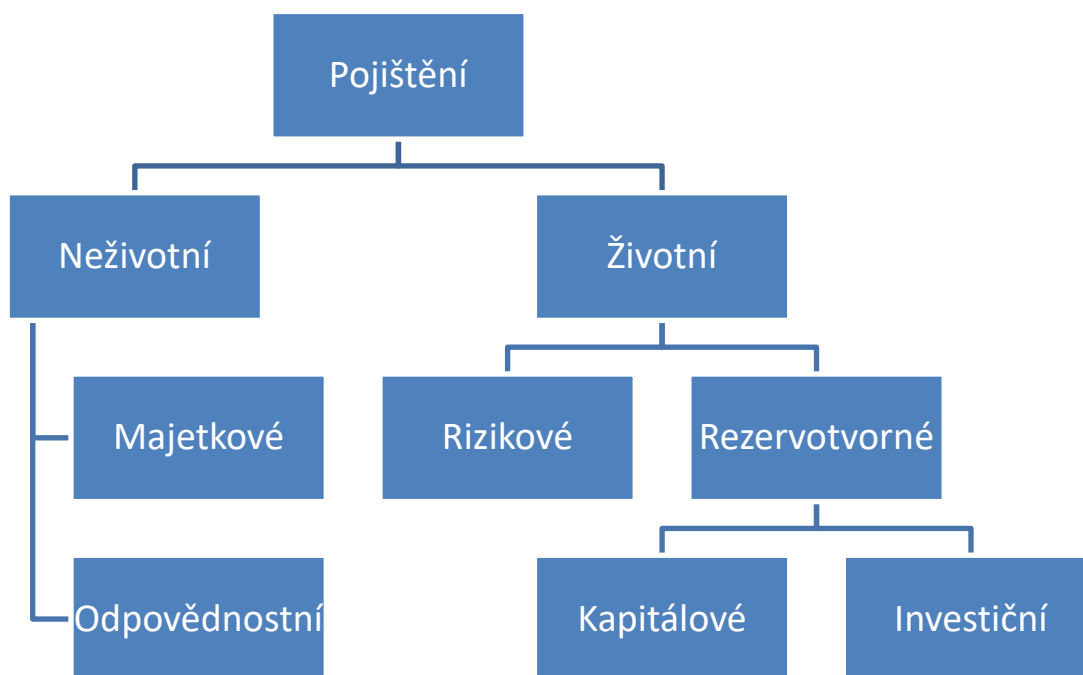 Pojištění
Neživotní
Životní
Majetkové
Rizikové
Rezervotvorné
Odpovědnostní
Kapitálové
Investiční